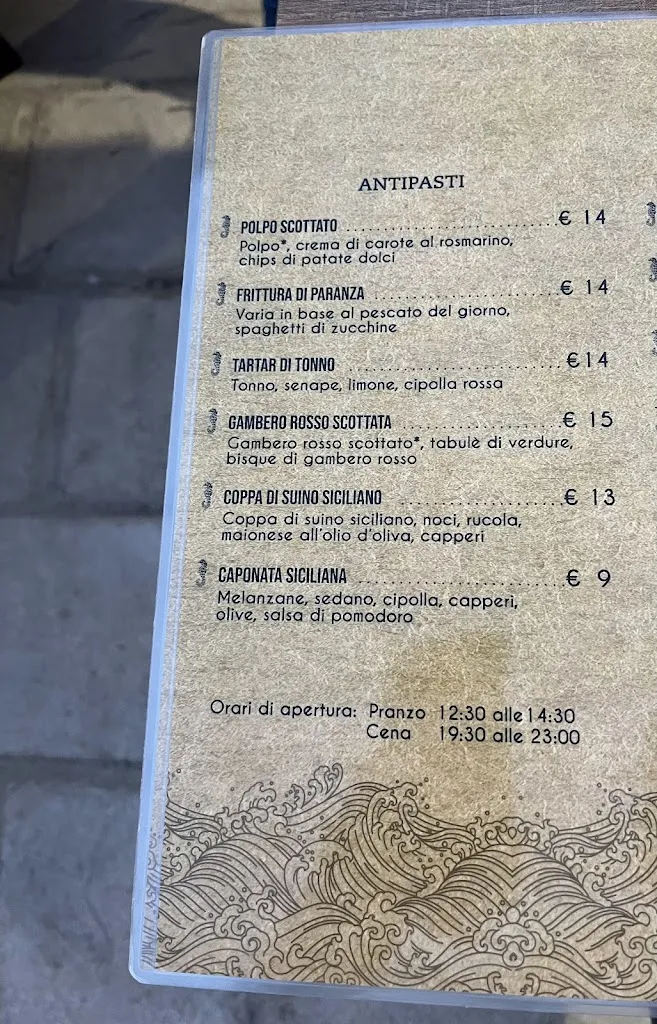 ANTIPASTI
POLPO SCOTTATO ........................................ € 14
Polpo*, crema di carote al rosmarino,
chips di patate dolci
FRITTURA DI PARANZA ................................ € 14
Varia in base al pescato del giorno,
spaghetti di zucchine
TARTAR DI TONNO ........................................ €14
Tonno, senape, limone, cipolla rossa
GAMBERO ROSSO SCOTTATA ........................ € 15
Gambero rosso scottato*, tabulè di verdure,
bisque di gambero rosso
COPPA DI SUINO SICILIANO ........................ € 13
Coppa di suino siciliano, noci, rucola,
maionese all'olio d'oliva, capperi
CAPONATA SICILIANA ................................ € 9
Melanzane, sedano, cipolla, capperi,
olive, salsa di pomodoro
Orari di apertura: Pranzo 12:30 alle 14:30
Cena 19:30 alle 23:00